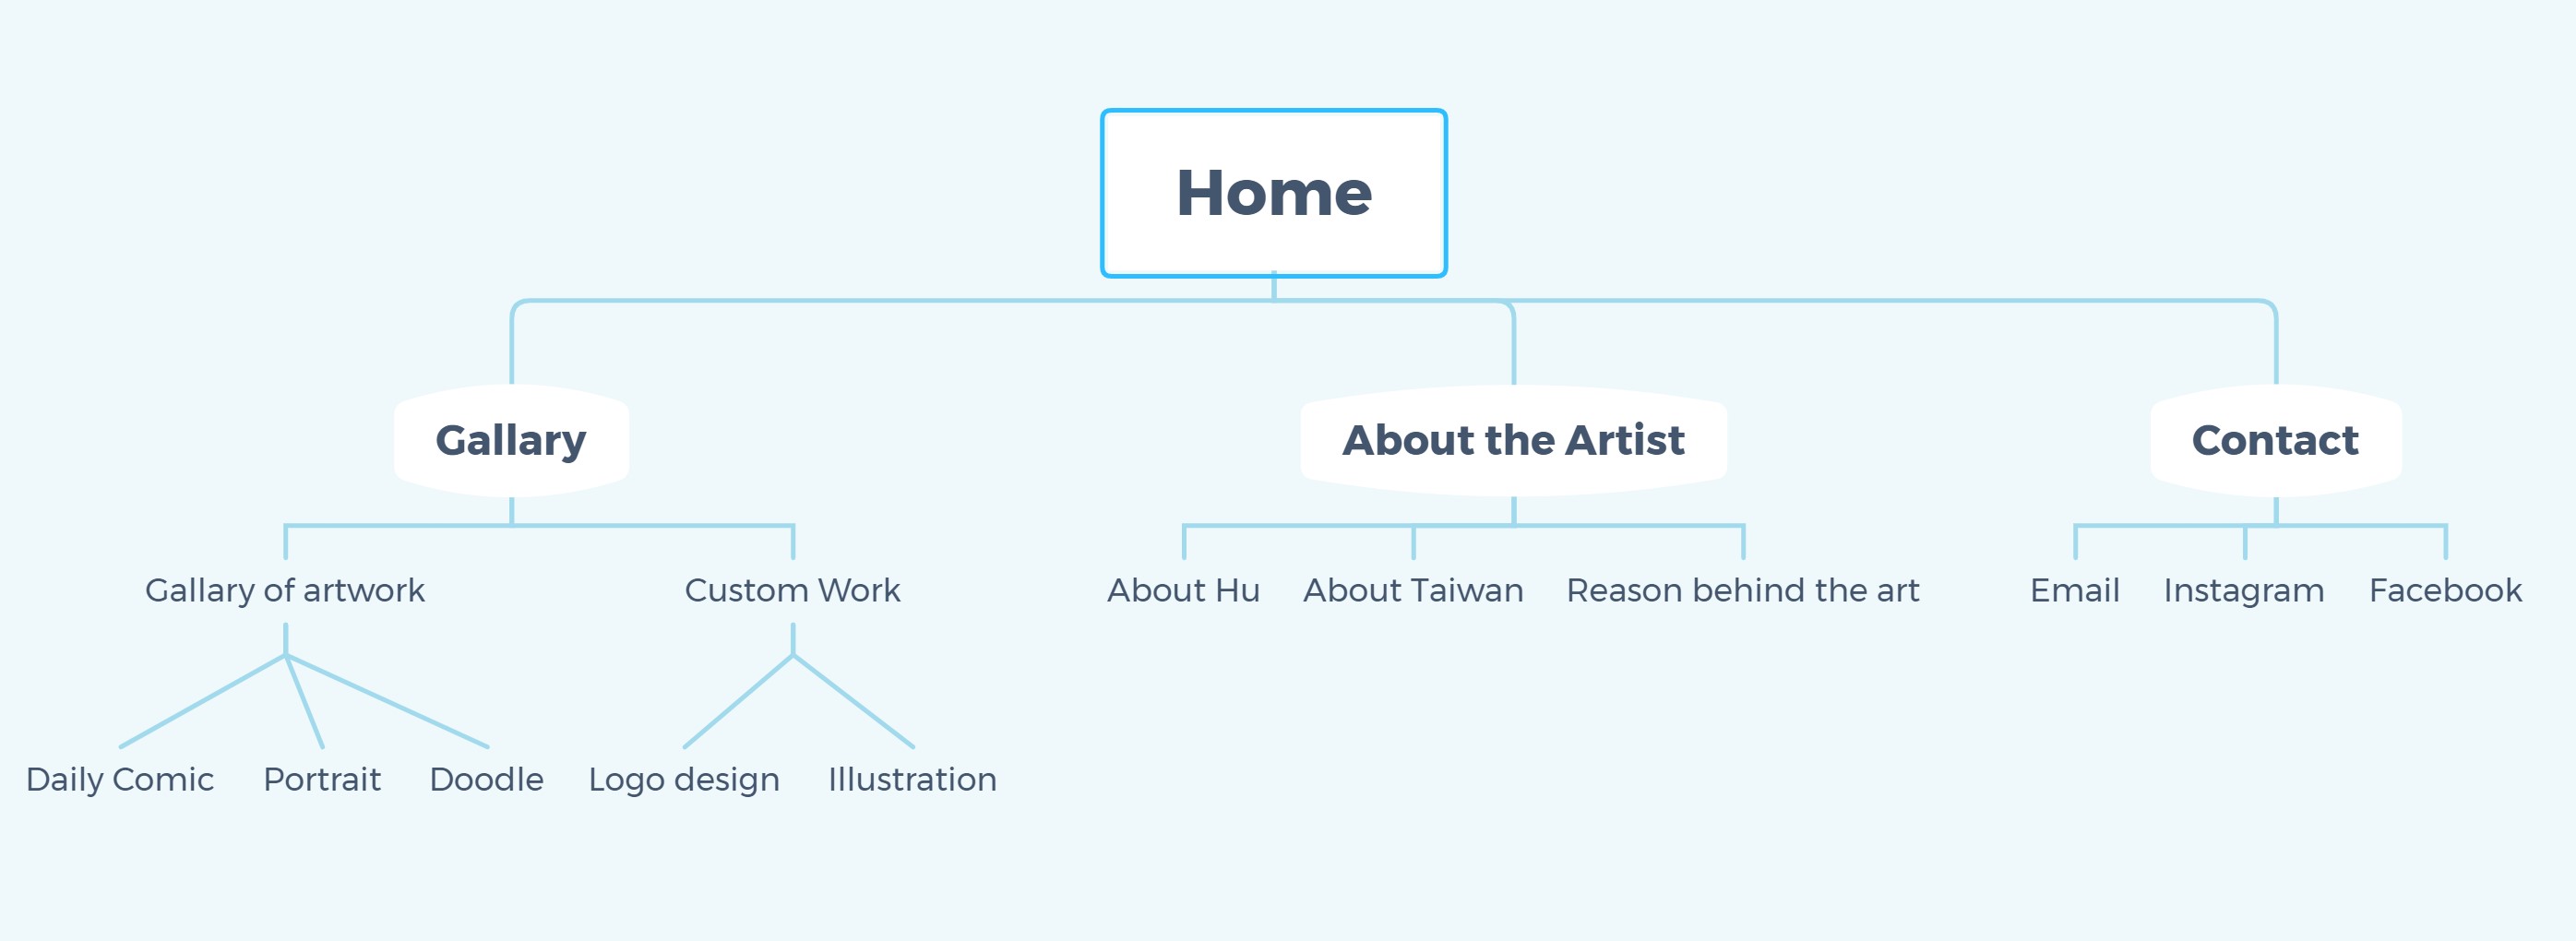 Home
Gallary
About the Artist
Contact
Gallary of artwork
Custom Work
About Hu
About Taiwan
Reason behind the art
Email
Instagram
Facebook
Daily Comic
Portrait
Doodle
Logo design
Illustration